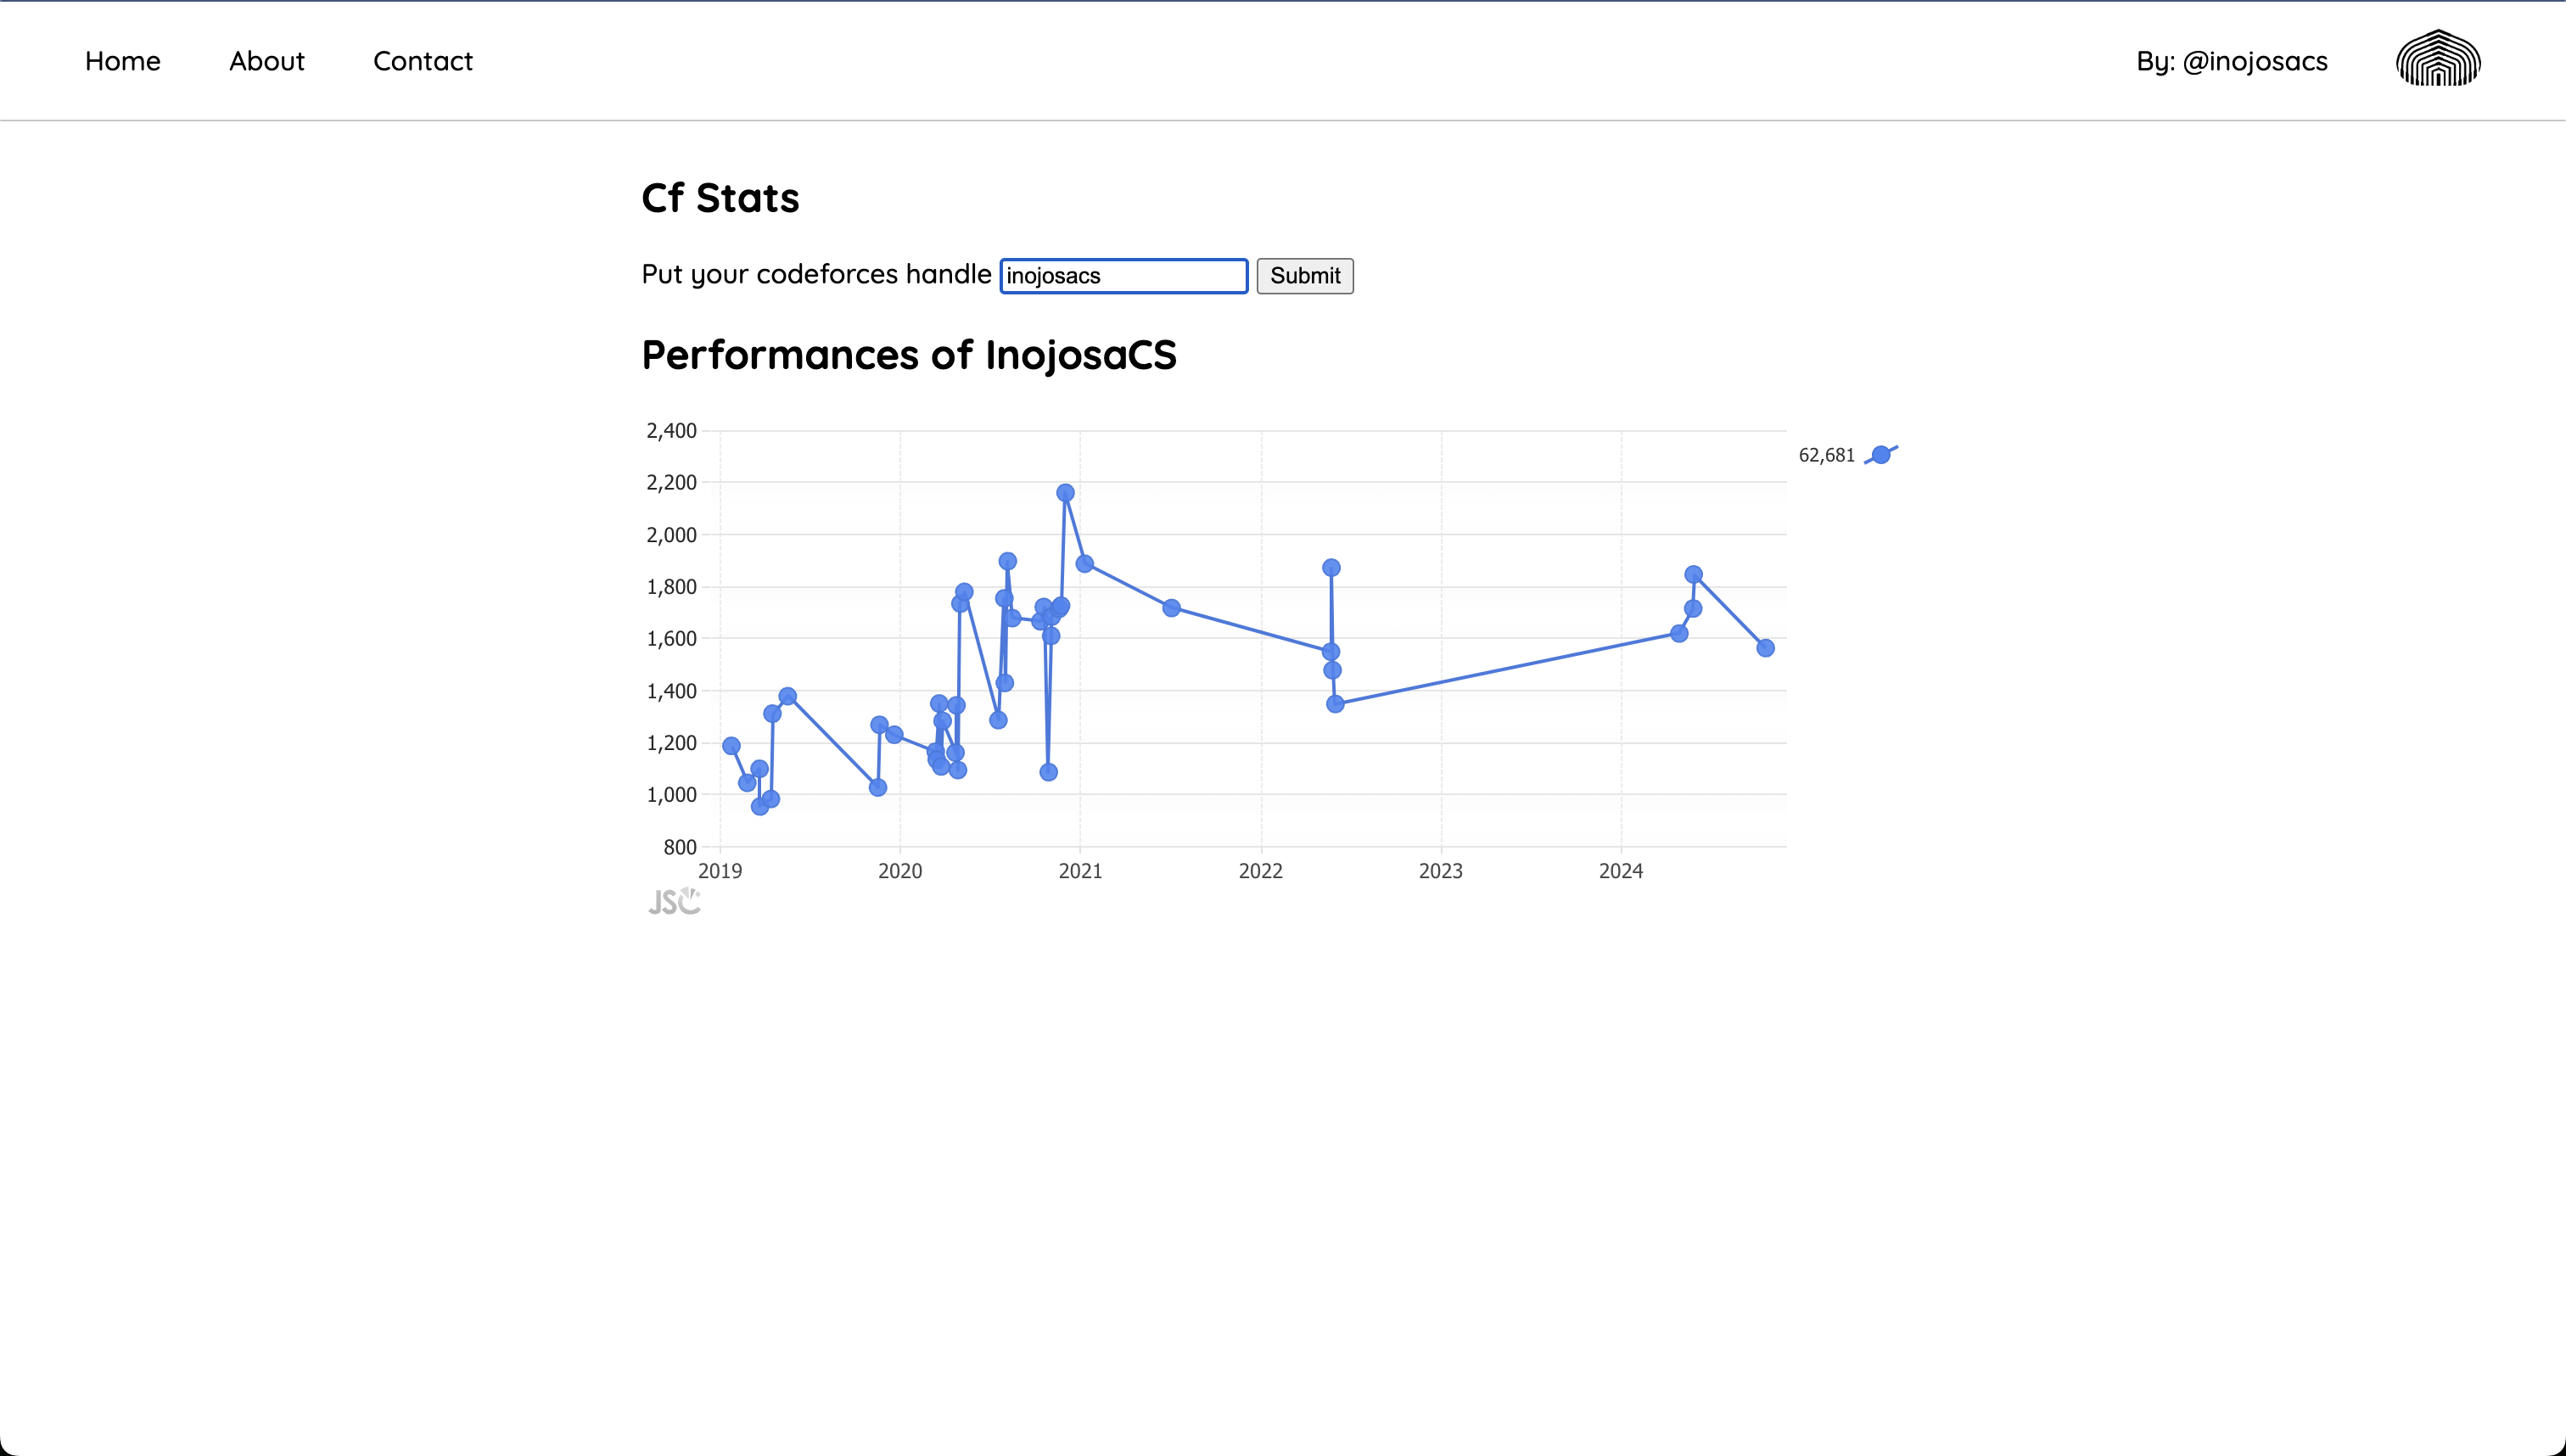 Home About Contact By: @inojosacs
Cf Stats
Put your codeforces handle inojosacs Submit
Performances of InojosaCS
2,400
62,681
2,200
2,000
1,800
1,600
1,400
1,200
1,000
800
2019 2020 2021 2022 2023 2024
JSC